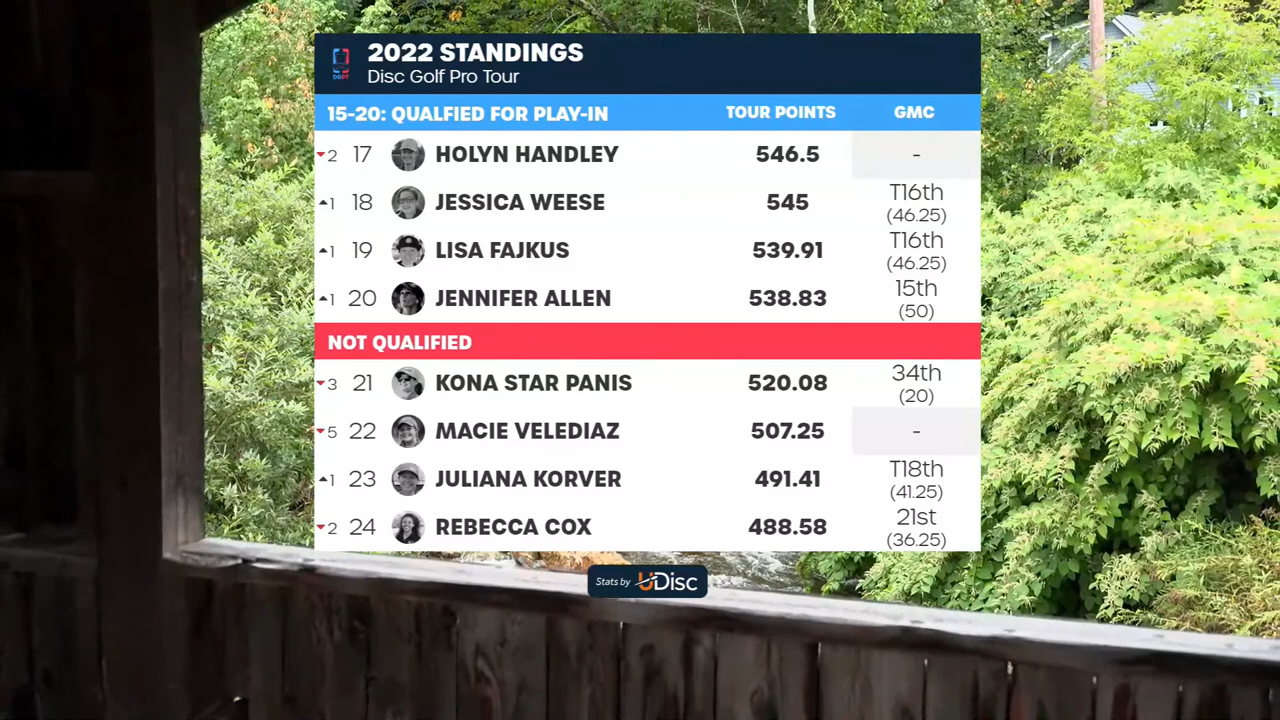 2022 STANDINGS
Disc Golf Pro Tour
15-20: QUALFIED FOR PLAY-IN TOUR POINTS GMC
2 17 HOLYN HANDLEY 546.5 -
1 18 JESSICA WEESE 545 T16th (46.25)
1 19 LISA FAJKUS 539.91 T16th (46.25)
1 20 JENNIFER ALLEN 538.83 15th (50)
NOT QUALIFIED
3 21 KONA STAR PANIS 520.08 34th (20)
5 22 MACIE VELEDIAZ 507.25 -
1 23 JULIANA KORVER 491.41 T18th (41.25)
2 24 REBECCA COX 488.58 21st (36.25)
Stats by UDisc